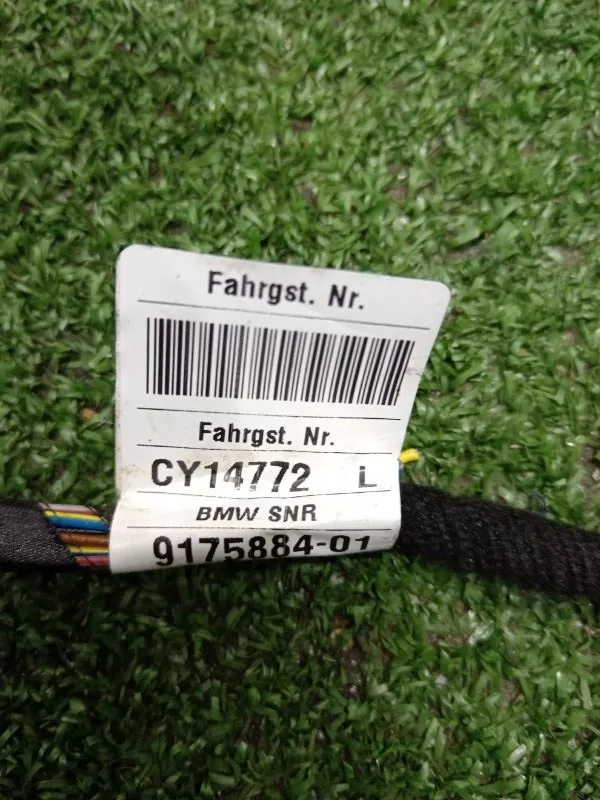 Fahrgst. Nr.
Fahrgst. Nr.
CY14772 L
BMW SNR
9175884-01